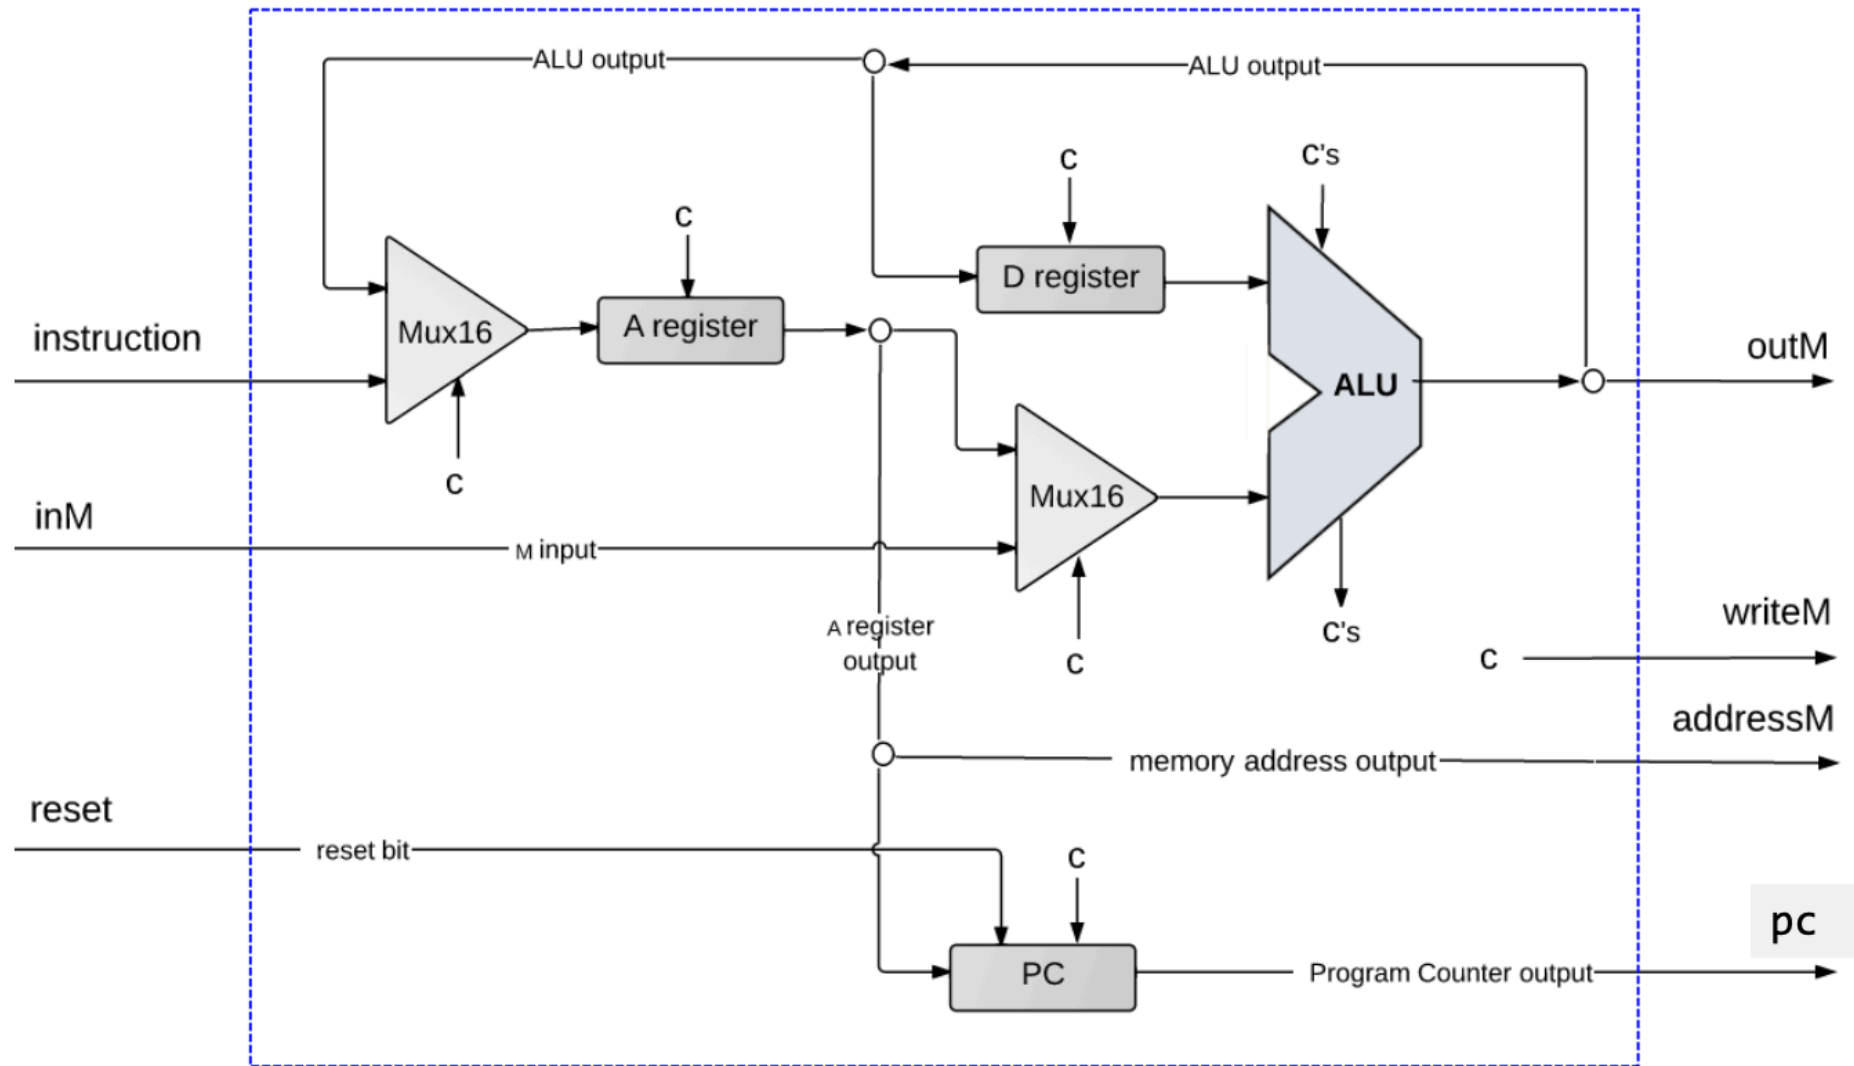 ALU output
ALU output
c
c's
c
instruction
Mux16
A register
D register
ALU
outM
c
inM
M input
Mux16
A register
output
c
c's
writeM
c
addressM
memory address output
reset
reset bit
c
PC
Program Counter output
pc